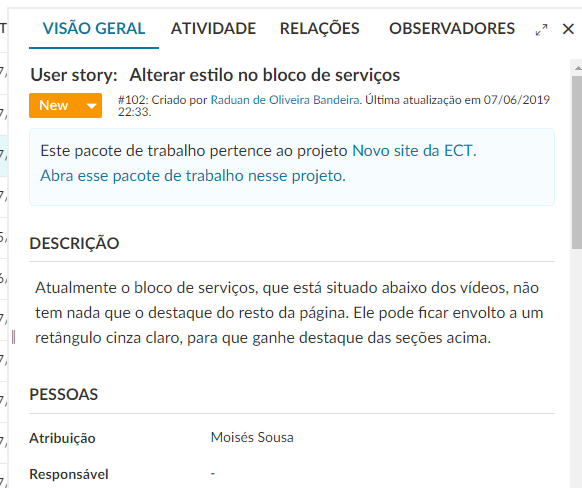 VISÃO GERAL ATIVIDADE RELAÇÕES OBSERVADORES
User story: Alterar estilo no bloco de serviços
New #102: Criado por Raduan de Oliveira Bandeira. Última atualização em 07/06/2019
22:33.
Este pacote de trabalho pertence ao projeto Novo site da ECT.
Abra esse pacote de trabalho nesse projeto.
DESCRIÇÃO
Atualmente o bloco de serviços, que está situado abaixo dos vídeos, não
tem nada que o destaque do resto da página. Ele pode ficar envolto a um
retângulo cinza claro, para que ganhe destaque das seções acima.
PESSOAS
Atribuição Moisés Sousa
Responsável -